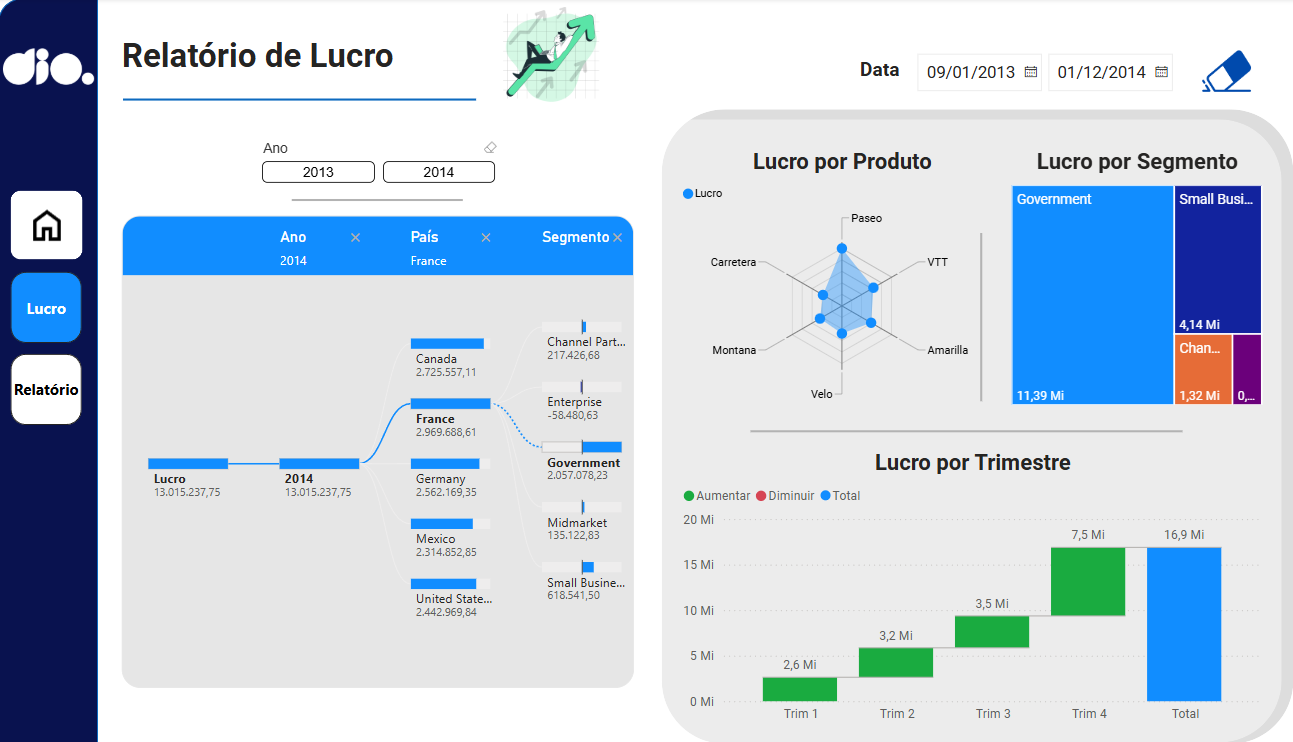 dio.
Relatório de Lucro
Data
09/01/2013
01/12/2014
Lucro
Relatório
Ano
2013
2014
Ano
País
Segmento
2014
France
Lucro
13.015.237,75
2014
13.015.237,75
Canada
2.725.557,11
France
2.969.688,61
Germany
2.562.169,35
Mexico
2.314.852,85
United State...
2.442.969,84
Channel Part...
217.426,68
Enterprise
-58.480,63
Government
2.057.078,23
Midmarket
135.122,83
Small Busine...
618.541,50
Lucro por Produto
Lucro
Paseo
VTT
Amarilla
Velo
Montana
Carretera
Lucro por Segmento
Government
11,39 Mi
Small Busi...
4,14 Mi
Chan...
1,32 Mi
0,...
Lucro por Trimestre
Aumentar
Diminuir
Total
20 Mi
15 Mi
10 Mi
5 Mi
0 Mi
2,6 Mi
3,2 Mi
3,5 Mi
7,5 Mi
16,9 Mi
Trim 1
Trim 2
Trim 3
Trim 4
Total